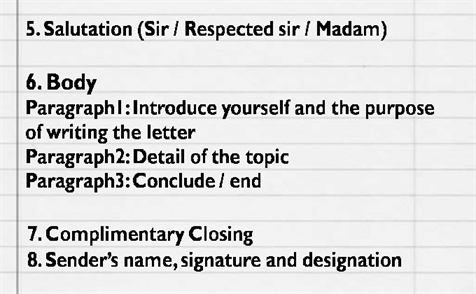 5. Salutation (Sir / Respected sir / Madam)
6. Body
Paragraph1: Introduce yourself and the purpose
of writing the letter
Paragraph2: Detail of the topic
Paragraph3: Conclude / end
7. Complimentary Closing
8. Sender's name, signature and designation